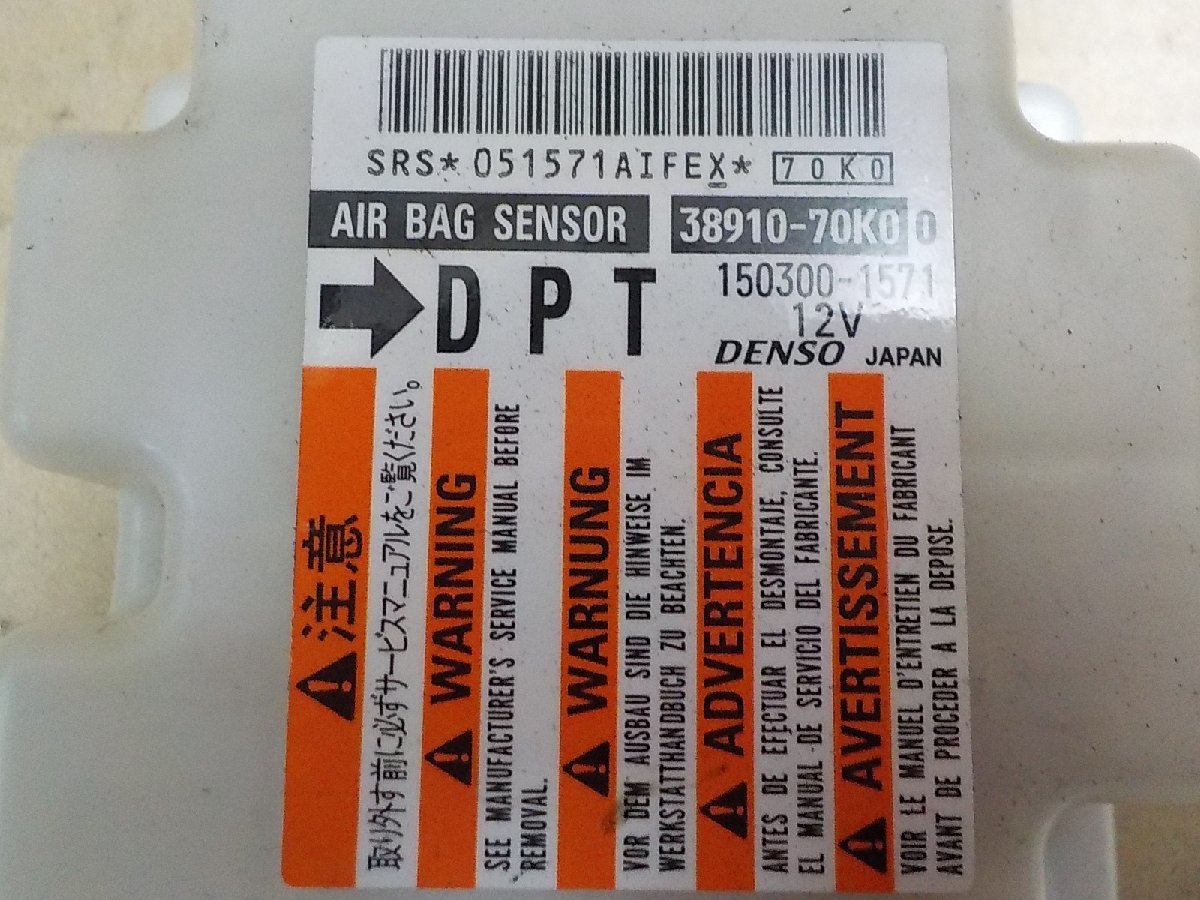 SRS*051571AIFEX* 70K0
AIR BAG SENSOR 38910-70K0 0
DPT 150300-1571
12V
DENSO JAPAN
注意
取り外す前に必ずサービスマニュアルをご覧ください。
WARNING
SEE MANUFACTURER'S SERVICE MANUAL BEFORE
REMOVAL.
WARNUNG
VOR DEM AUSBAU SIND DIE HINWEISE IM
WERKSTATTHANDBUCH ZU BEACHTEN.
ADVERTENCIA
ANTES DE EFECTUAR EL DESMONTAJE, CONSULTE
EL MANUAL DE SERVICIO DEL FABRICANTE.
AVERTISSEMENT
VOIR LE MANUEL D'ENTRETIEN DU FABRICANT
AVANT DE PROCEDER A LA DEPOSE.